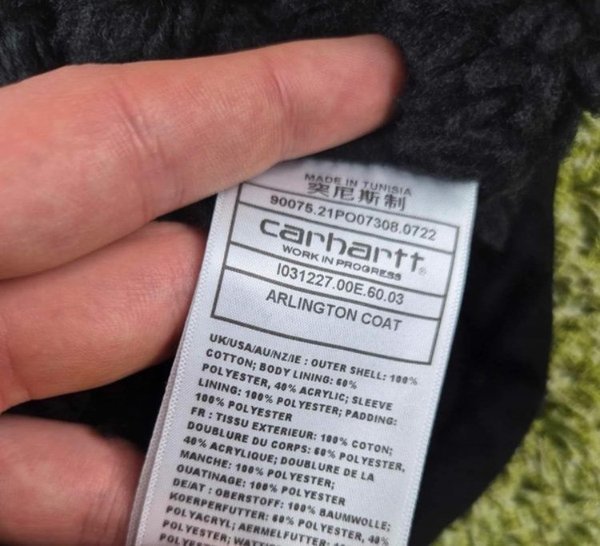 MADE IN TUNISIA
突尼斯制
90075.21PO07308.0722
carhartt®
WORK IN PROGRESS
I031227.00E.60.03
ARLINGTON COAT
UK/USA/AU/NZ/IE : OUTER SHELL: 100%
COTTON; BODY LINING: 60%
POLYESTER, 40% ACRYLIC; SLEEVE
LINING: 100% POLYESTER; PADDING:
100% POLYESTER
FR : TISSU EXTERIEUR: 100% COTON;
DOUBLURE DU CORPS: 60% POLYESTER,
40% ACRYLIQUE; DOUBLURE DE LA
MANCHE: 100% POLYESTER;
OUATINAGE: 100% POLYESTER
DE/AT : OBERSTOFF: 100% BAUMWOLLE;
KOERPERFUTTER: 60% POLYESTER, 40%
POLYACRYL; AERMELFUTTER:
POLYESTER;